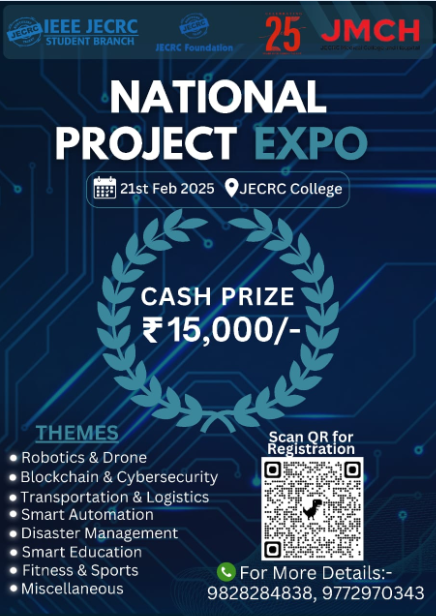 JECRC
IEEE JECRC
STUDENT BRANCH
JECRC
JECRC Foundation
25
JMCH
NATIONAL
PROJECT EXPO
21st Feb 2025 JECRC College
CASH PRIZE
₹15,000/-
THEMES
Robotics & Drone
Blockchain & Cybersecurity
Transportation & Logistics
Smart Automation
Disaster Management
Smart Education
Fitness & Sports
Miscellaneous
Scan QR for
Registration
For More Details:-
9828284838, 9772970343